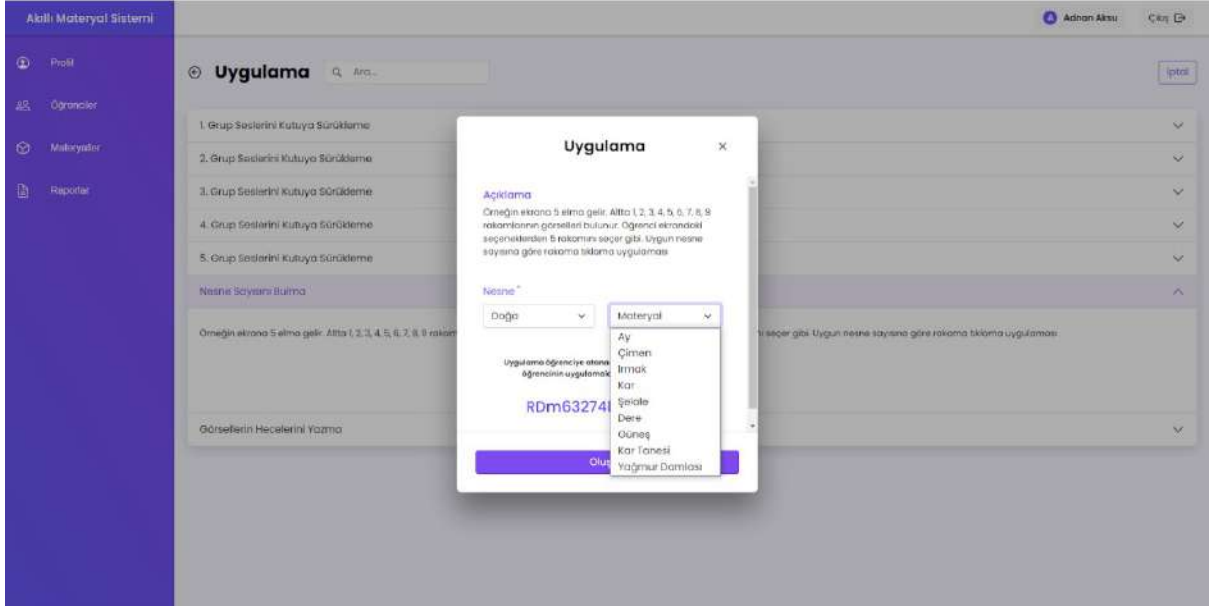 Akıllı Materyal Sistemi
A Adnan Aksu
Çıkış
Profil
Öğrenciler
Materyaller
Raporlar
Uygulama
Ara...
İptal
1. Grup Seslerini Kutuya Sürükleme
2. Grup Seslerini Kutuya Sürükleme
3. Grup Seslerini Kutuya Sürükleme
4. Grup Seslerini Kutuya Sürükleme
5. Grup Seslerini Kutuya Sürükleme
Nesne Sayısını Bulma
Örneğin ekrana 5 elma gelir. Altta 1, 2, 3, 4, 5, 6, 7, 8, 9 rakam
ı seçer gibi. Uygun nesne sayısına göre rakama tıklama uygulaması
Görsellerin Hecelerini Yazma
Uygulama
Açıklama
Örneğin ekrana 5 elma gelir. Altta 1, 2, 3, 4, 5, 6, 7, 8, 9
rakamlarının görselleri bulunur. Öğrenci ekrandaki
seçeneklerden 5 rakamını seçer gibi. Uygun nesne
sayısına göre rakama tıklama uygulaması
Nesne *
Doğa
Materyal
Ay
Çimen
Irmak
Kar
Şelale
Dere
Güneş
Kar Tanesi
Yağmur Damlası
Uygulama öğrenciye atana
öğrencinin uygulamak
RDm63274
Oluş